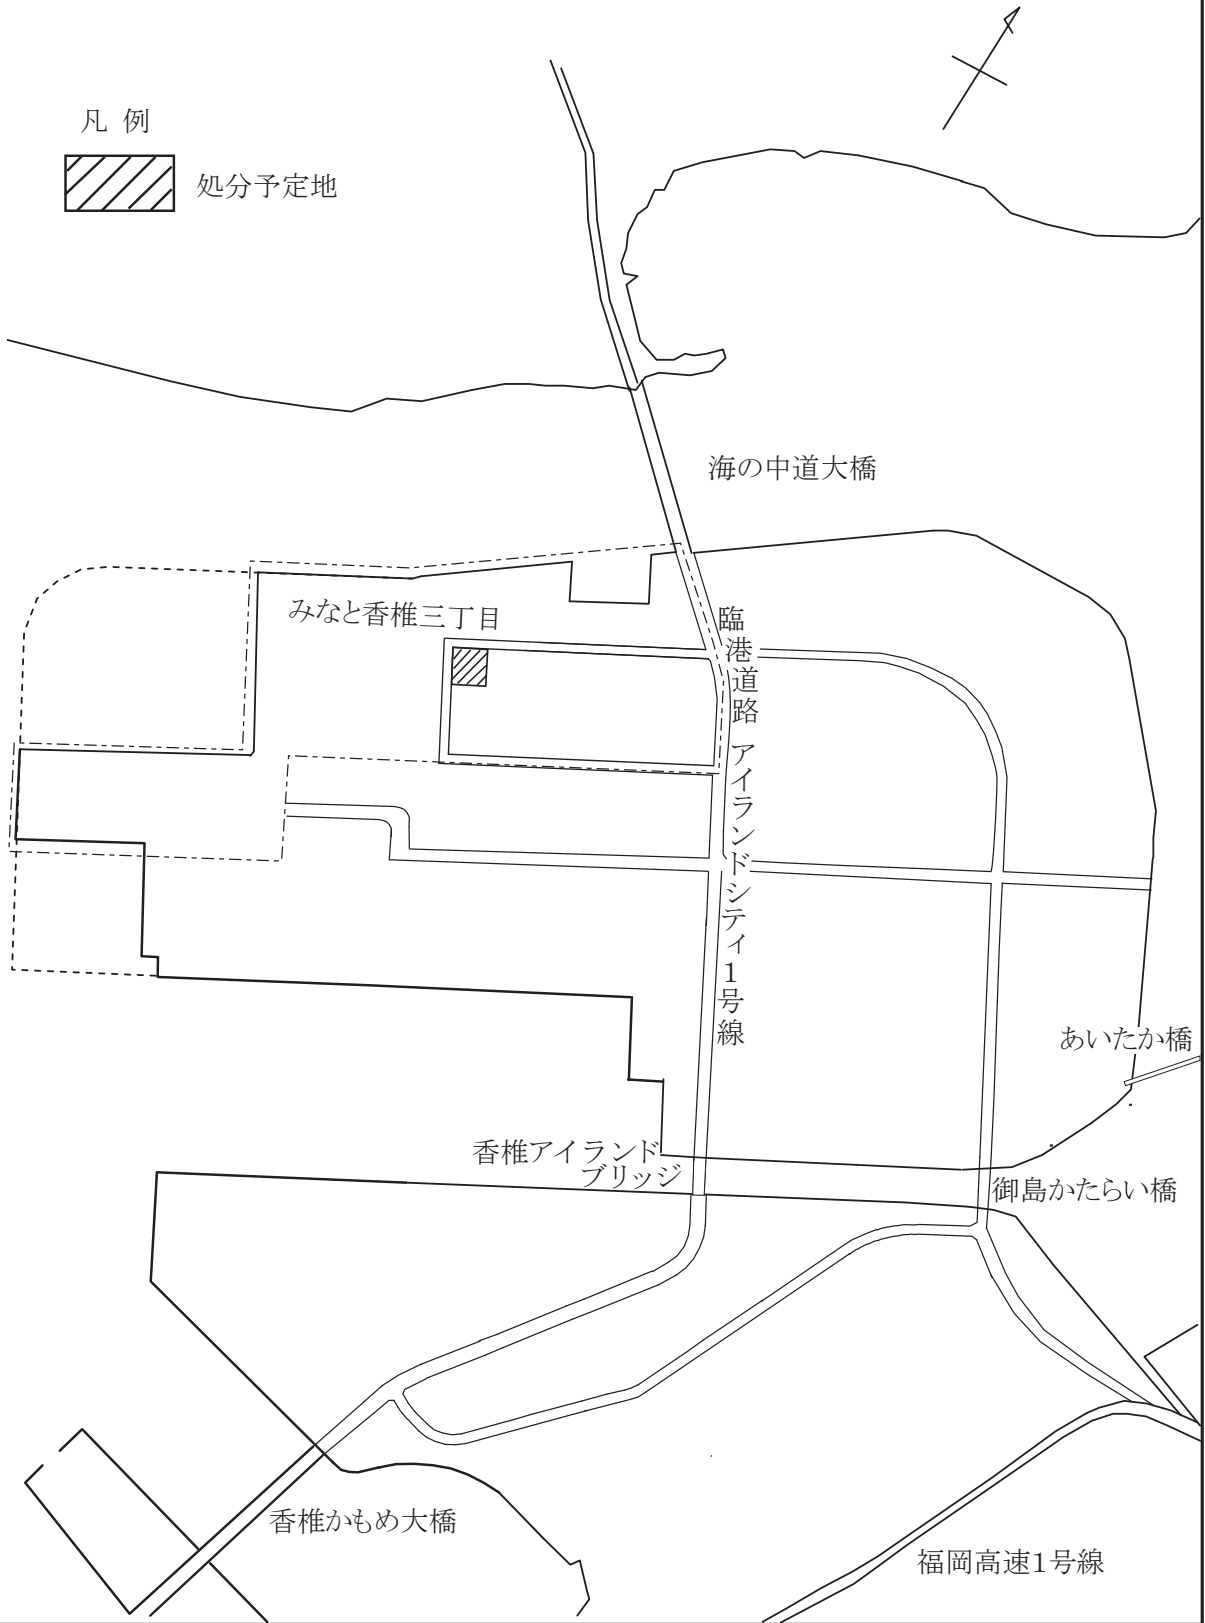 凡 例
処分予定地
海の中道大橋
みなと香椎三丁目
臨港道路 アイランドシティ1号線
あいたか橋
香椎アイランド
ブリッジ
御島かたらい橋
香椎かもめ大橋
福岡高速1号線